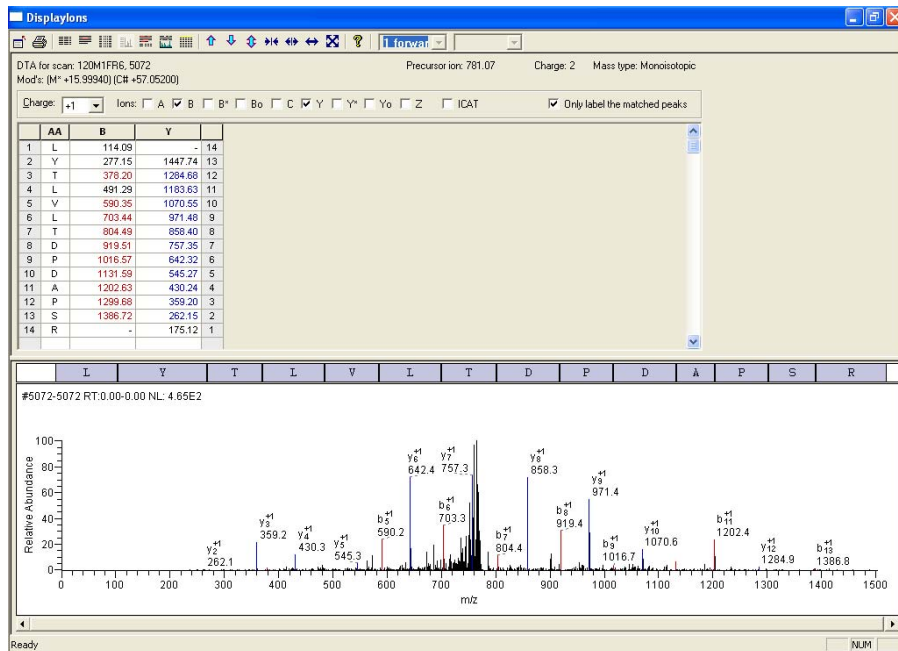 DisplayIons
1 forwar
DTA for scan: 120M1FR6, 5072 Precursor ion: 781.07 Charge: 2 Mass type: Monoisotopic
Mod's: (M* +15.99940) (C# +57.05200)
Charge: +1 Ions: A B B* Bo C Y Y* Yo Z ICAT Only label the matched peaks
AA B Y
1 L 114.09 - 14
2 Y 277.15 1447.74 13
3 T 378.20 1284.68 12
4 L 491.29 1183.63 11
5 V 590.35 1070.55 10
6 L 703.44 971.48 9
7 T 804.49 858.40 8
8 D 919.51 757.35 7
9 P 1016.57 642.32 6
10 D 1131.59 545.27 5
11 A 1202.63 430.24 4
12 P 1299.68 359.20 3
13 S 1386.72 262.15 2
14 R - 175.12 1
L Y T L V L T D P D A P S R
#5072-5072 RT:0.00-0.00 NL: 4.65E2
Relative Abundance
100
80
60
40
20
0
y2 +1 262.1
y3 +1 359.2
y4 +1 430.3
y5 +1 545.3
b5 +1 590.2
y6 +1 642.4
b6 +1 703.3
y7 +1 757.3
b7 +1 804.4
y8 +1 858.3
b8 +1 919.4
y9 +1 971.4
b9 +1 1016.7
y10 +1 1070.6
b11 +1 1202.4
y12 +1 1284.9
b13 +1 1386.8
0 100 200 300 400 500 600 700 800 900 1000 1100 1200 1300 1400 1500
m/z
Ready NUM